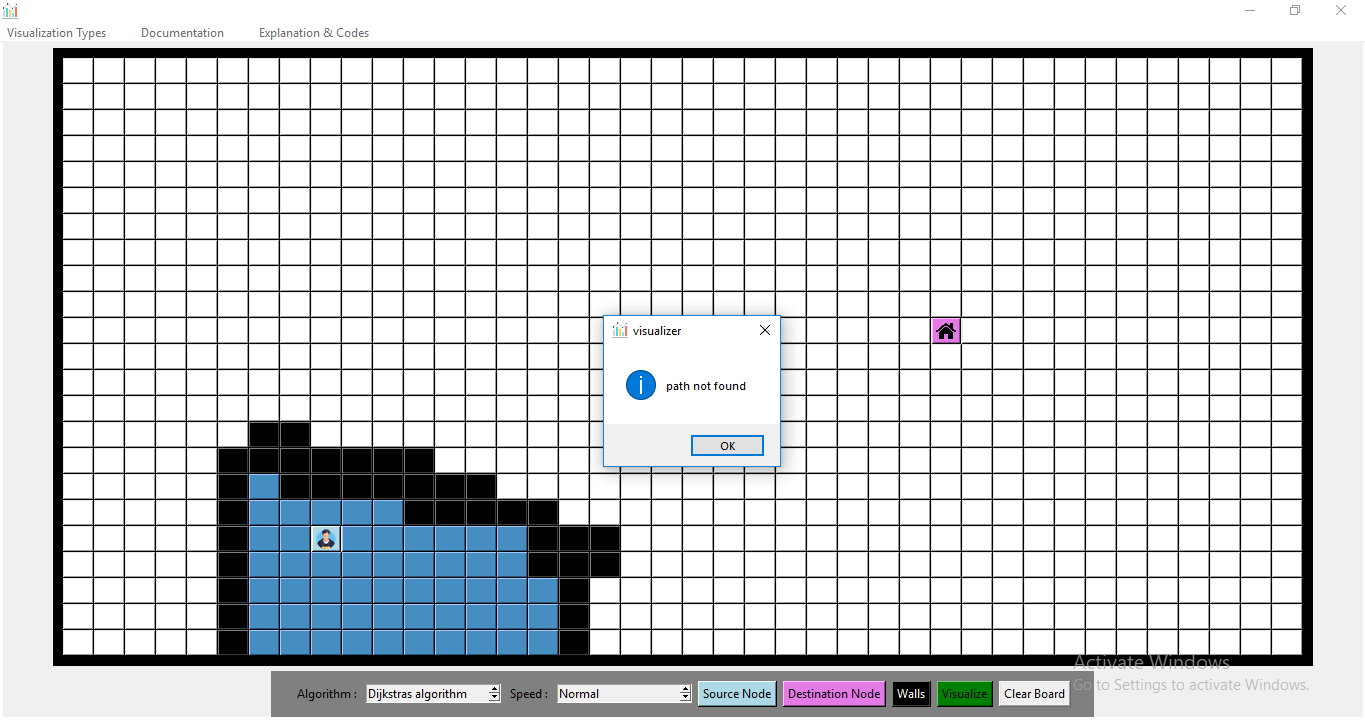 Visualization Types Documentation Explanation & Codes
visualizer
path not found
OK
Activate Windows
Go to Settings to activate Windows.
Algorithm : Dijkstras algorithm Speed : Normal Source Node Destination Node Walls Visualize Clear Board